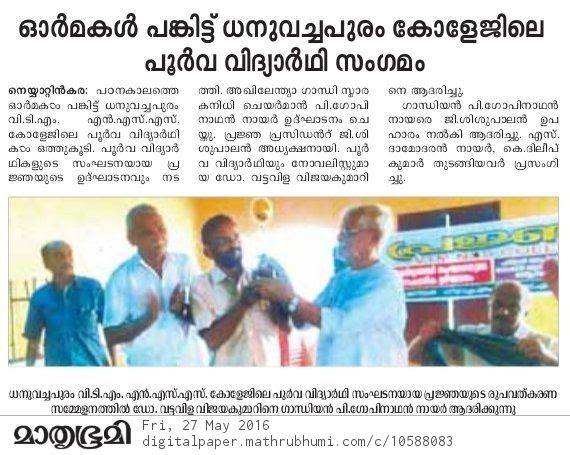 ഓർമകൾ പങ്കിട്ട് ധനുവച്ചപുരം കോളേജിലെ
പൂർവ വിദ്യാർഥി സംഗമം
നെയ്യാറ്റിൻകര: പഠനകാലത്തെ
ഓർമകഠം പങ്കിട്ട് ധനുവച്ചപുരം
വി.ടി.എം. എൻ.എസ്.എസ്.
കോളേജിലെ പൂർവ വിദ്യാർഥി
കഠം ഒത്തുകൂടി. പൂർവ വിദ്യാർ
ഥികളുടെ സംഘടനയായ പ്ര
ജ്ഞയുടെ ഉദ്ഘാടനവും നട
ത്തി. അഖിലേന്ത്യാ ഗാന്ധി സ്മാര
കനിധി ചെയർമാൻ പി.ഗോപി
നാഥൻ നായർ ഉദ്ഘാടനം ചെ
യ്തു. പ്രജ്ഞ പ്രസിഡൻറ് ജി.ശി
ശുപാലൻ അധ്യക്ഷനായി. പൂർ
വ വിദ്യാർഥിയും നോവലിസ്റ്റുമാ
യ ഡോ. വട്ടവിള വിജയകുമാറി
നെ ആദരിച്ചു.
ഗാന്ധിയൻ പി.ഗോപിനാഥൻ
നായരെ ജി.ശിശുപാലൻ ഉപ
ഹാരം നൽകി ആദരിച്ചു. എസ്.
ദാമോദരൻ നായർ, കെ.ദിലീപ്
കുമാർ തുടങ്ങിയവർ പ്രസംഗി
ച്ചു.
പ്രജ്ഞ
ധനുവച്ചപുരം വി.ടി.എം. എൻ.എസ്.എസ്. കോളേജിലെ പൂർവ വിദ്യാർഥി സംഘടനയായ പ്രജ്ഞയുടെ രൂപവത്കരണ
സമ്മേളനത്തിൽ ഡോ. വട്ടവിള വിജയകുമാറിനെ ഗാന്ധിയൻ പി.ഗോപിനാഥൻ നായർ ആദരിക്കുന്നു
മാതൃഭൂമി
Fri, 27 May 2016
digitalpaper.mathrubhumi.com/c/10588083